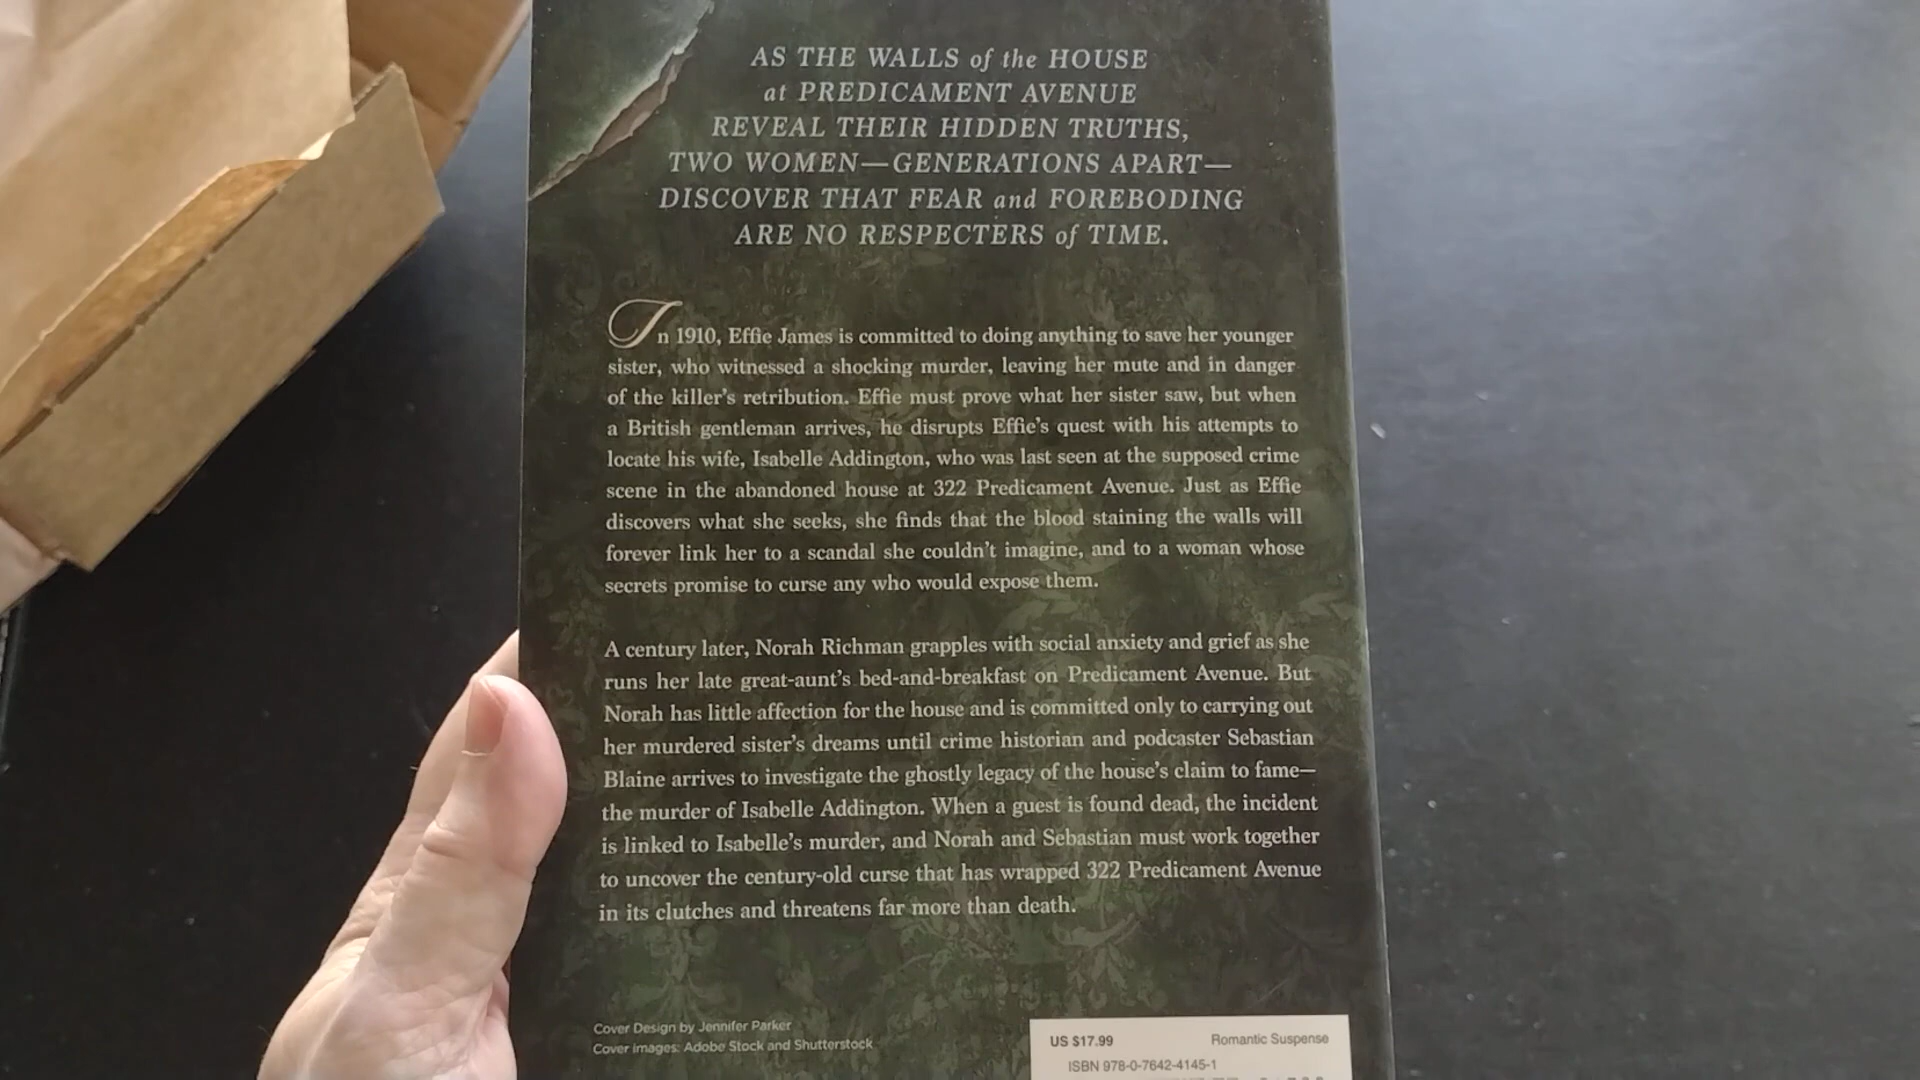 AS THE WALLS of the HOUSE
at PREDICAMENT AVENUE
REVEAL THEIR HIDDEN TRUTHS,
TWO WOMEN—GENERATIONS APART—
DISCOVER THAT FEAR and FOREBODING
ARE NO RESPECTERS of TIME.
In 1910, Effie James is committed to doing anything to save her younger
sister, who witnessed a shocking murder, leaving her mute and in danger
of the killer's retribution. Effie must prove what her sister saw, but when
a British gentleman arrives, he disrupts Effie's quest with his attempts to
locate his wife, Isabelle Addington, who was last seen at the supposed crime
scene in the abandoned house at 322 Predicament Avenue. Just as Effie
discovers what she seeks, she finds that the blood staining the walls will
forever link her to a scandal she couldn't imagine, and to a woman whose
secrets promise to curse any who would expose them.
A century later, Norah Richman grapples with social anxiety and grief as she
runs her late great-aunt's bed-and-breakfast on Predicament Avenue. But
Norah has little affection for the house and is committed only to carrying out
her murdered sister's dreams until crime historian and podcaster Sebastian
Blaine arrives to investigate the ghostly legacy of the house's claim to fame—
the murder of Isabelle Addington. When a guest is found dead, the incident
is linked to Isabelle's murder, and Norah and Sebastian must work together
to uncover the century-old curse that has wrapped 322 Predicament Avenue
in its clutches and threatens far more than death.
Cover Design by Jennifer Parker
Cover images: Adobe Stock and Shutterstock
US $17.99 Romantic Suspense
ISBN 978-0-7642-4145-1